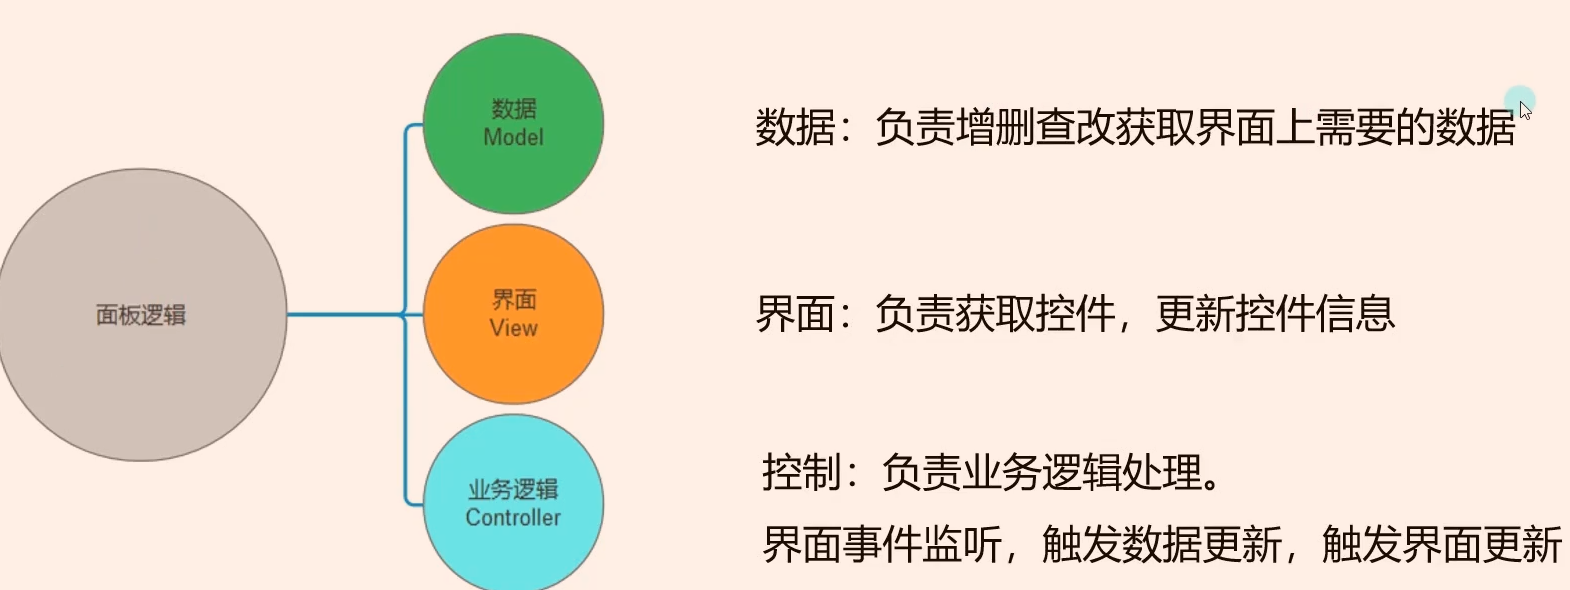 面板逻辑
数据
Model
界面
View
业务逻辑
Controller
数据：负责增删查改获取界面上需要的数据
界面：负责获取控件，更新控件信息
控制：负责业务逻辑处理。
界面事件监听，触发数据更新，触发界面更新